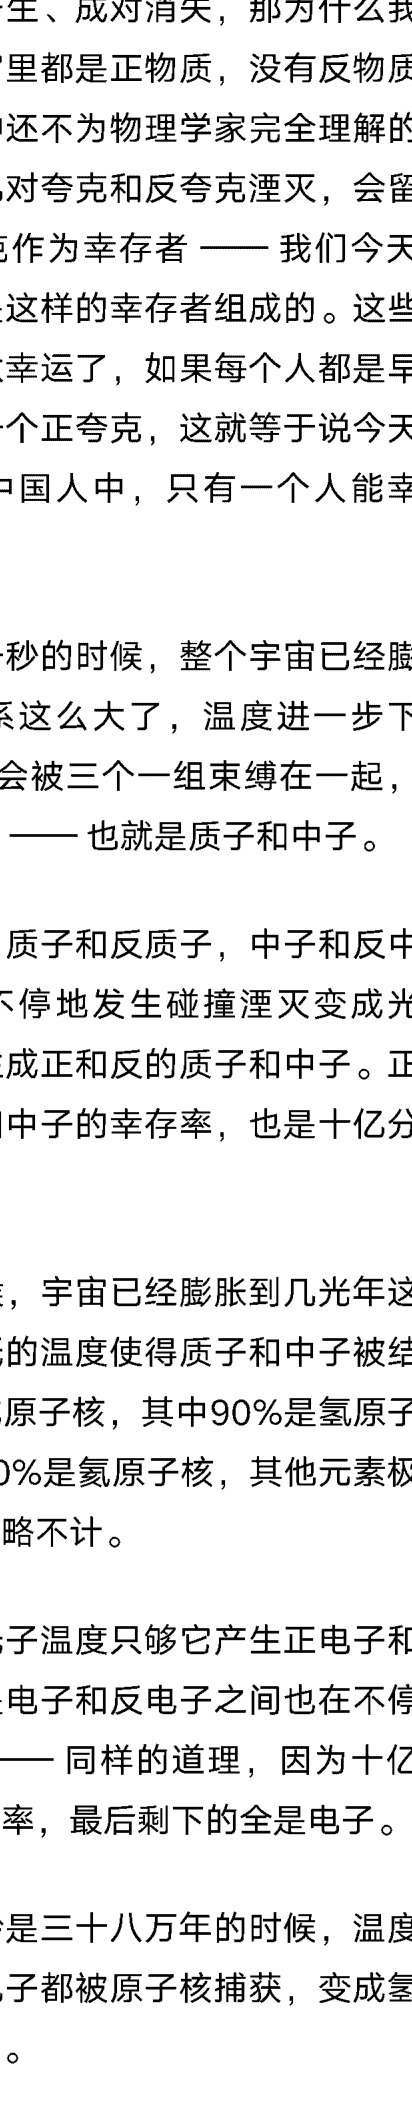 生、成对消失，那为什么我
里都是正物质，没有反物质
还不为物理学家完全理解的
对夸克和反夸克湮灭，会留
作为幸存者 —— 我们今天
这样的幸存者组成的。这些
幸运了，如果每个人都是早
个正夸克，这就等于说今天
中国人中，只有一个人能幸
秒的时候，整个宇宙已经膨
系这么大了，温度进一步下
会被三个一组束缚在一起，
—— 也就是质子和中子。
质子和反质子，中子和反中
不停地发生碰撞湮灭变成光
成正和反的质子和中子。正
中子的幸存率，也是十亿分
，宇宙已经膨胀到几光年这
的温度使得质子和中子被结
原子核，其中90%是氢原子
0%是氦原子核，其他元素极
略不计。
子温度只够它产生正电子和
电子和反电子之间也在不停
—— 同样的道理，因为十亿
率，最后剩下的全是电子。
是三十八万年的时候，温度
子都被原子核捕获，变成氢
。